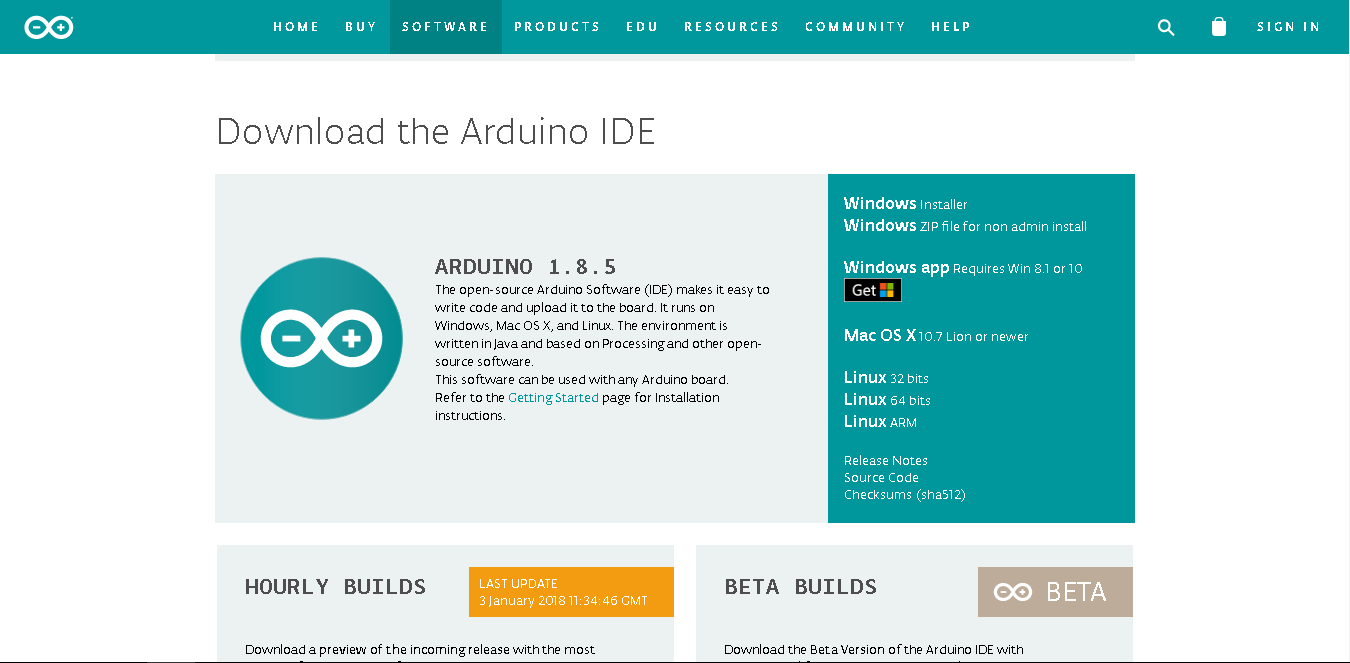 HOME BUY SOFTWARE PRODUCTS EDU RESOURCES COMMUNITY HELP SIGN IN
Download the Arduino IDE
ARDUINO 1.8.5
The open-source Arduino Software (IDE) makes it easy to
write code and upload it to the board. It runs on
Windows, Mac OS X, and Linux. The environment is
written in Java and based on Processing and other open-
source software.
This software can be used with any Arduino board.
Refer to the Getting Started page for Installation
instructions.
Windows Installer
Windows ZIP file for non admin install
Windows app Requires Win 8.1 or 10
Get
Mac OS X 10.7 Lion or newer
Linux 32 bits
Linux 64 bits
Linux ARM
Release Notes
Source Code
Checksums (sha512)
HOURLY BUILDS
LAST UPDATE
3 January 2018 11:34:46 GMT
Download a preview of the incoming release with the most
BETA BUILDS
BETA
Download the Beta Version of the Arduino IDE with